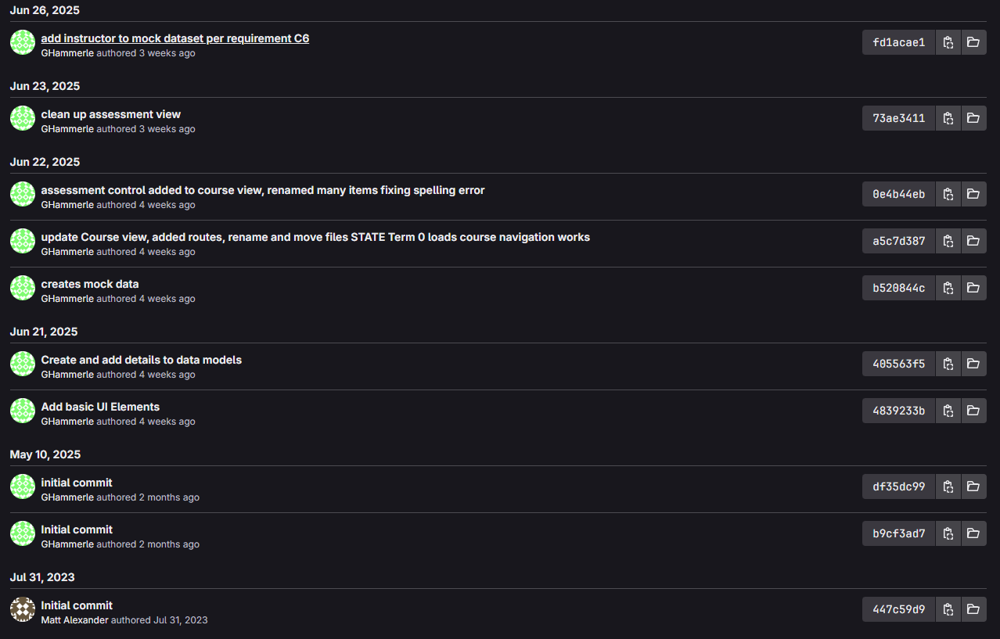 Jun 26, 2025
add instructor to mock dataset per requirement C6
GHammerle authored 3 weeks ago
fd1acae1
Jun 23, 2025
clean up assessment view
GHammerle authored 3 weeks ago
73ae3411
Jun 22, 2025
assessment control added to course view, renamed many items fixing spelling error
GHammerle authored 4 weeks ago
0e4b44eb
update Course view, added routes, rename and move files STATE Term 0 loads course navigation works
GHammerle authored 4 weeks ago
a5c7d387
creates mock data
GHammerle authored 4 weeks ago
b520844c
Jun 21, 2025
Create and add details to data models
GHammerle authored 4 weeks ago
405563f5
Add basic UI Elements
GHammerle authored 4 weeks ago
4839233b
May 10, 2025
initial commit
GHammerle authored 2 months ago
df35dc99
Initial commit
GHammerle authored 2 months ago
b9cf3ad7
Jul 31, 2023
Initial commit
Matt Alexander authored Jul 31, 2023
447c59d9